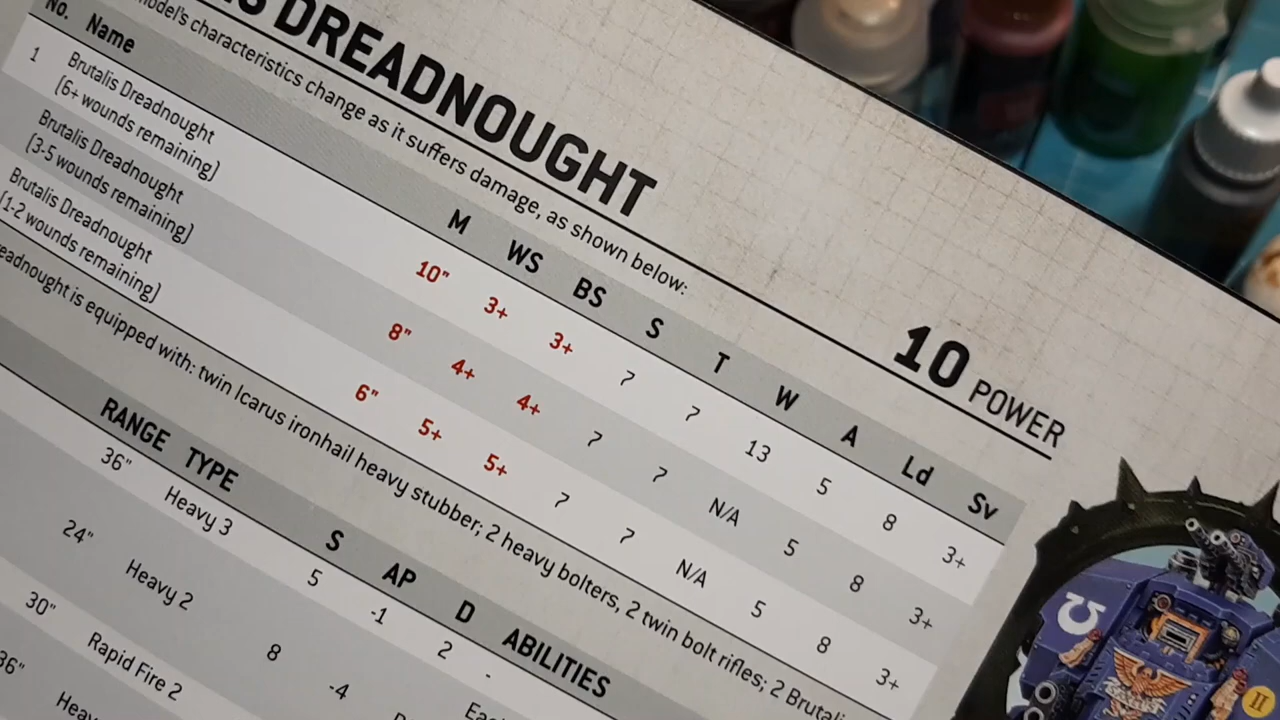 DREADNOUGHT
model's characteristics change as it suffers damage, as shown below:
10 POWER
No. Name M WS BS S T W A Ld Sv
1 Brutalis Dreadnought
(6+ wounds remaining) 10" 3+ 3+ 7 7 13 5 8 3+
Brutalis Dreadnought
(3-5 wounds remaining) 8" 4+ 4+ 7 7 N/A 5 8 3+
Brutalis Dreadnought
(1-2 wounds remaining) 6" 5+ 5+ 7 7 N/A 5 8 3+
readnought is equipped with: twin Icarus ironhail heavy stubber; 2 heavy bolters, 2 twin bolt rifles; 2 Brutali
RANGE TYPE S AP D ABILITIES
36" Heavy 3 5 -1 2 -
24" Heavy 2 8 -4
30" Rapid Fire 2
36" Heav
II